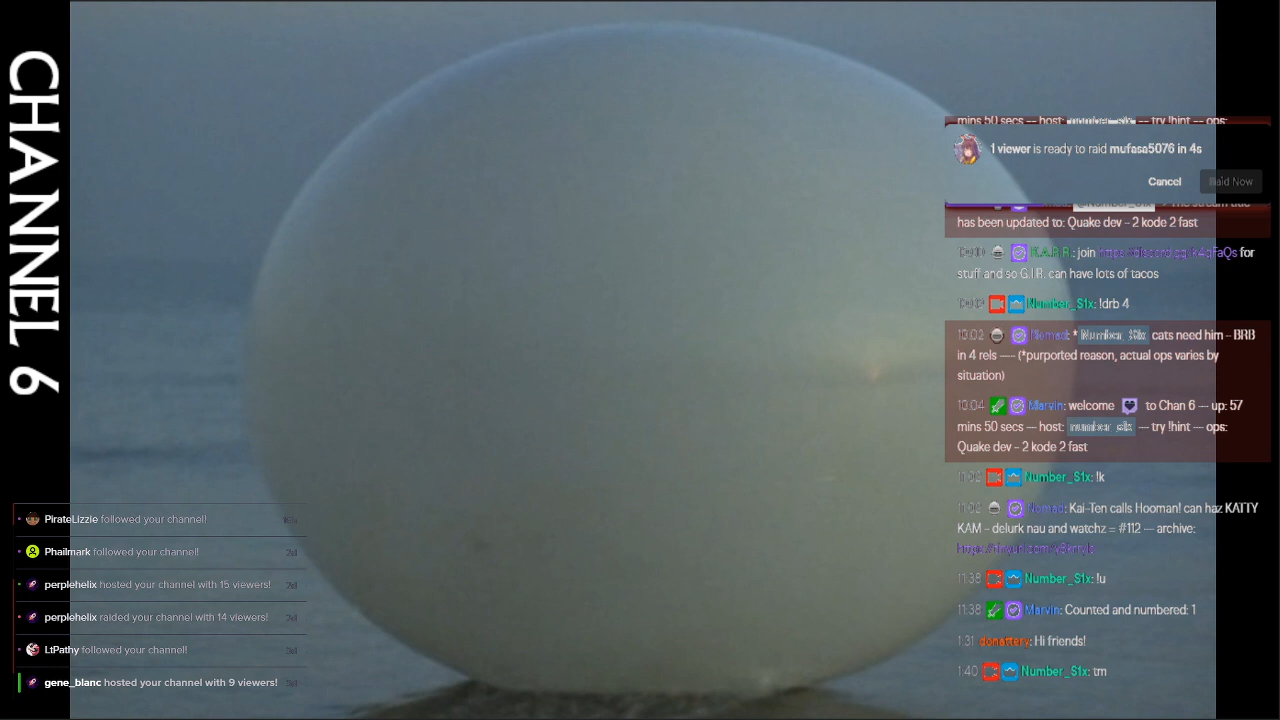 CHANNEL 6
mins 50 secs -- host: number_s1x -- try !hint -- ops:
1 viewer is ready to raid mufasa5076 in 4s
Cancel
Raid Now
has been updated to: Quake dev - 2 kode 2 fast
K.A.R.R.: join for
stuff and so G.I.R. can have lots of tacos
Number_S1x: !drb 4
10:02 Nomad: * Number_S1x cats need him -- BRB
in 4 rels ---- (*purported reason, actual ops varies by
situation)
10:04 Marvin: welcome to Chan 6 -- up: 57
mins 50 secs -- host: number_s1x -- try !hint -- ops:
Quake dev - 2 kode 2 fast
11:32 Number_S1x: !k
Nomad: Kai-Ten calls Hooman! can haz KATTY
KAM - delurk nau and watchz = #112 --- archive:
11:38 Number_S1x: !u
11:38 Marvin: Counted and numbered: 1
1:31 donattery: Hi friends!
1:40 Number_S1x: tm
PirateLizzie followed your channel!
Phailmark followed your channel! 2d
perplehelix hosted your channel with 15 viewers!
perplehelix raided your channel with 14 viewers!
LtPathy followed your channel!
gene_blanc hosted your channel with 9 viewers!